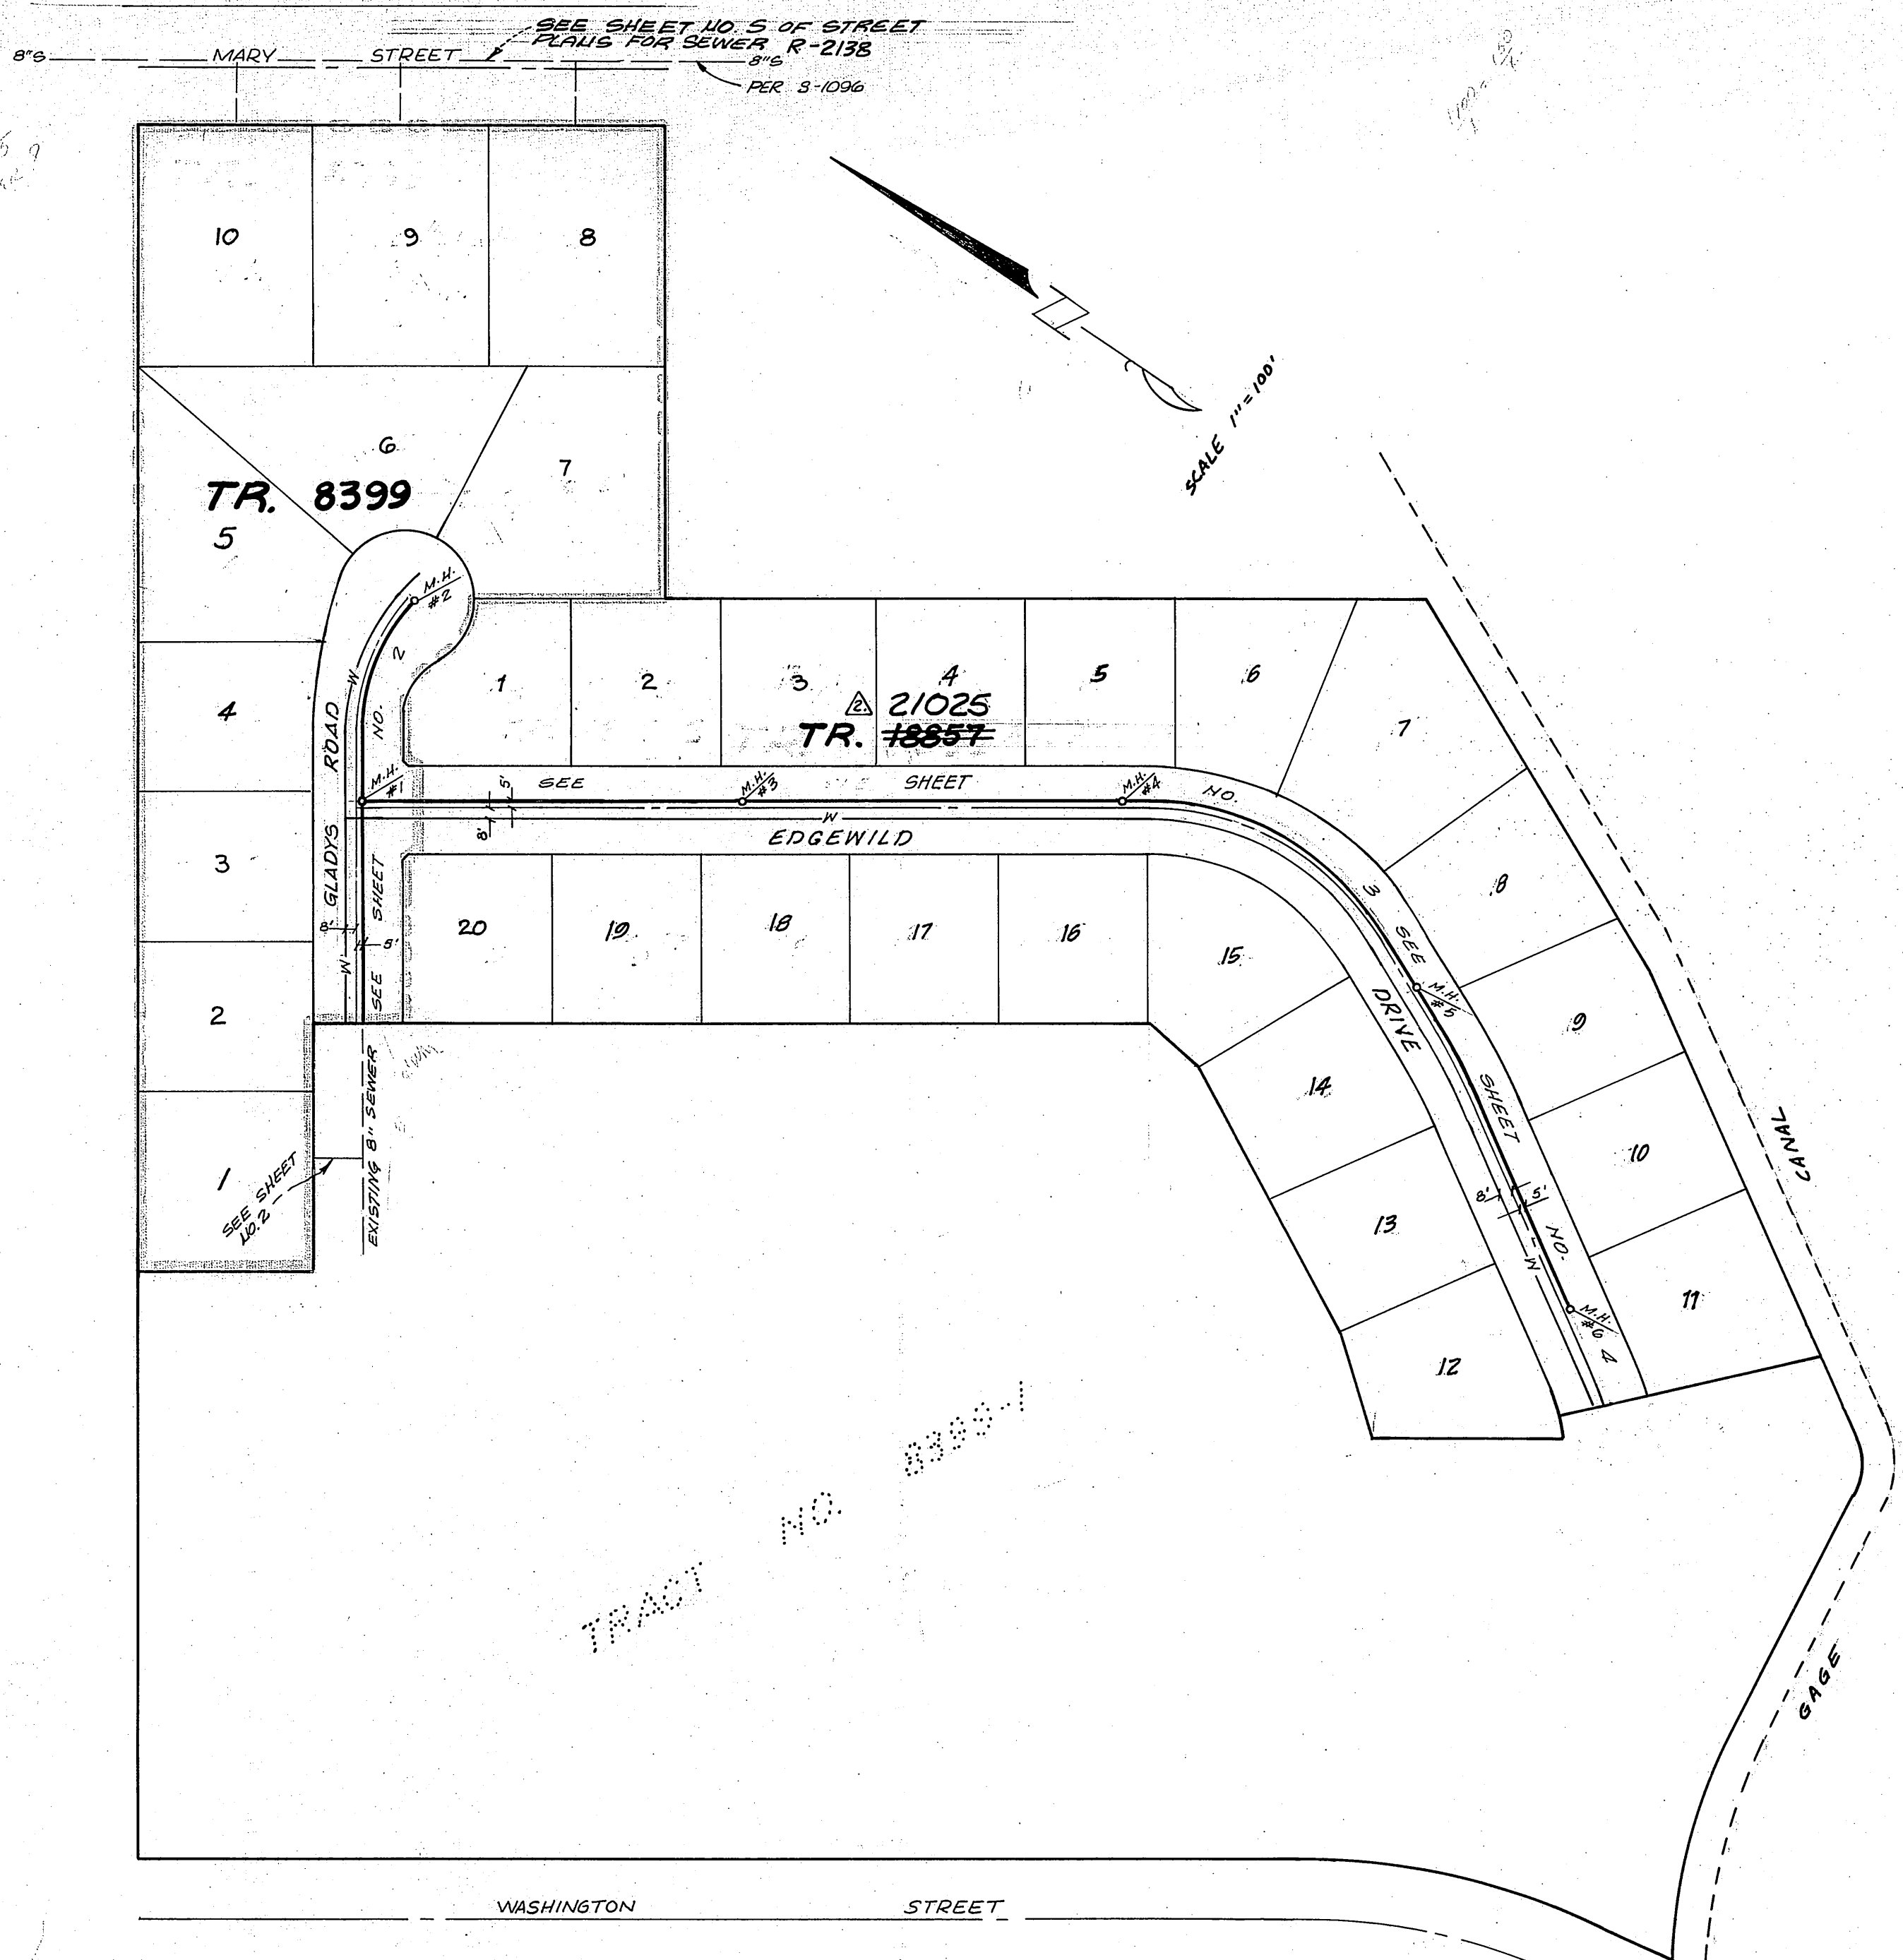 SEE SHEET NO. 5 OF STREET
PLANS FOR SEWER R-2138
8"S MARY STREET 8"S
PER S-1096
10 9 8
6
7
TR. 8399
5
SCALE 1"=100'
M.H.
#2
4
1 2 3 4 5 6
7
2. 21025
TR. 18857
GLADYS ROAD
SEE SHEET NO. 2
M.H.
#1
5'
8'
SEE SHEET NO. 3
M.H.
#3
M.H.
#4
W
EDGEWILD DRIVE
3
8
W
8'
5'
W
20 19 18 17 16
15
2
SEE SHEET NO. 4
M.H.
#5
9
14
10
1
SEE SHEET
NO. 2
EXISTING 8" SEWER
13
8'
5'
W
11
M.H.
#6
12
GAGE CANAL
TRACT NO. 8399-1
WASHINGTON STREET